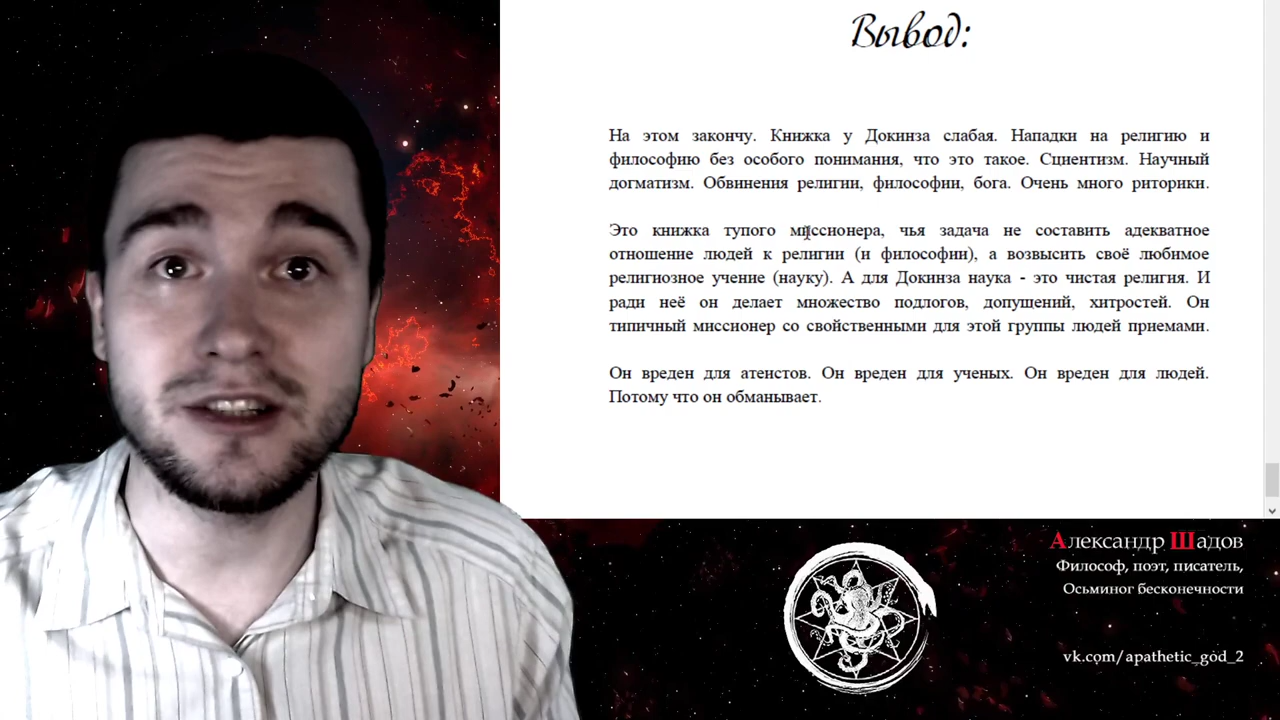 Вывод:
На этом закончу. Книжка у Докинза слабая. Нападки на религию и
философию без особого понимания, что это такое. Сциентизм. Научный
догматизм. Обвинения религии, философии, бога. Очень много риторики.
Это книжка тупого миссионера, чья задача не составить адекватное
отношение людей к религии (и философии), а возвысить своё любимое
религиозное учение (науку). А для Докинза наука - это чистая религия. И
ради неё он делает множество подлогов, допущений, хитростей. Он
типичный миссионер со свойственными для этой группы людей приемами.
Он вреден для атеистов. Он вреден для ученых. Он вреден для людей.
Потому что он обманывает.
Александр Шадов
Философ, поэт, писатель,
Осьминог бесконечности
vk.com/apathetic_god_2